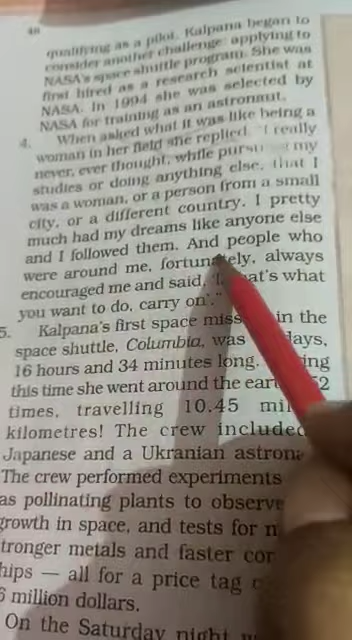 48
qualifying as a pilot, Kalpana began to
consider another challenge: applying to
NASA's space shuttle program. She was
first hired as a research scientist at
NASA. In 1994 she was selected by
NASA for training as an astronaut.
4. When asked what it was like being a
woman in her field she replied, "I really
never, ever thought, while my
studies or doing anything else, that I
was a woman, or a person from a small
city, or a different country. I pretty
much had my dreams like anyone else
and I followed them. And people who
were around me, fortunately, always
encouraged me and said, what
you want to do, carry on'."
5. Kalpana's first space in the
space shuttle, Columbia, was
16 hours and 34 minutes long.
this time she went around the
times, travelling 10.45
kilometres! The crew included
Japanese and a Ukranian
The crew performed experiments
as pollinating plants to observe
growth in space, and tests for
stronger metals and faster
— all for a price tag
million dollars.
On the Saturday night